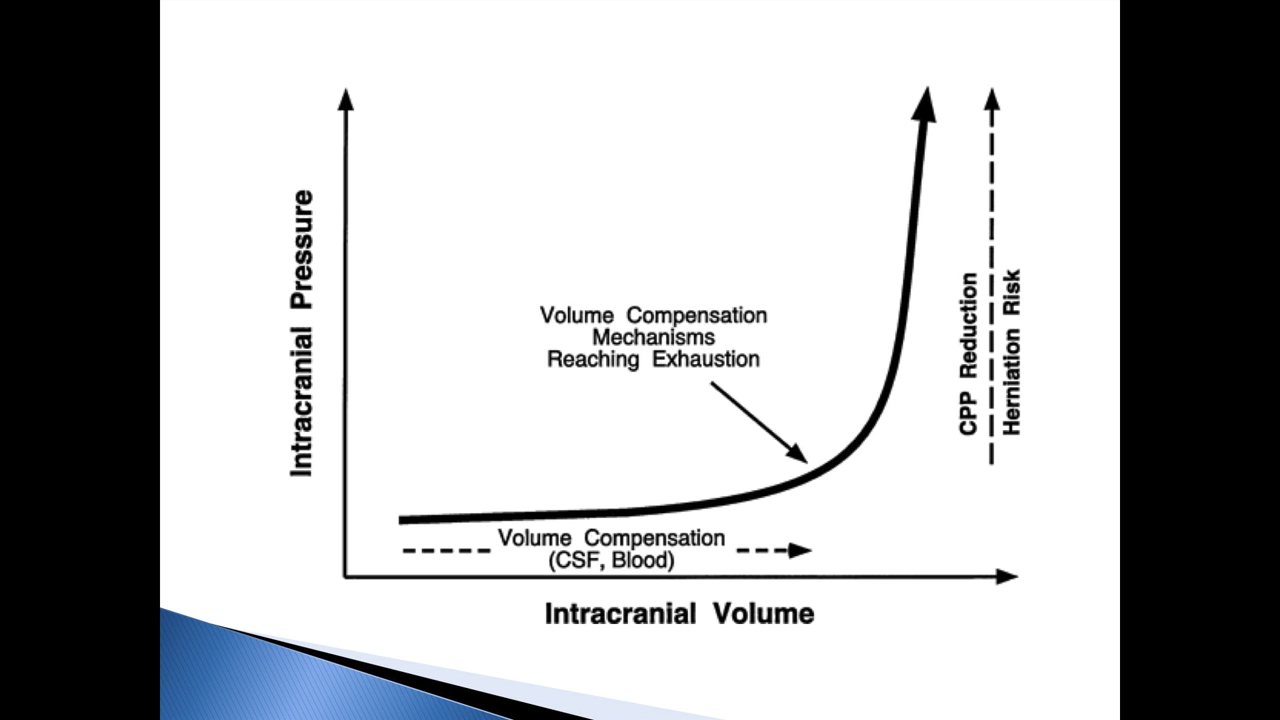 Intracranial Pressure
Volume Compensation
Mechanisms
Reaching Exhaustion
CPP Reduction
Herniation Risk
Volume Compensation
(CSF, Blood)
Intracranial Volume